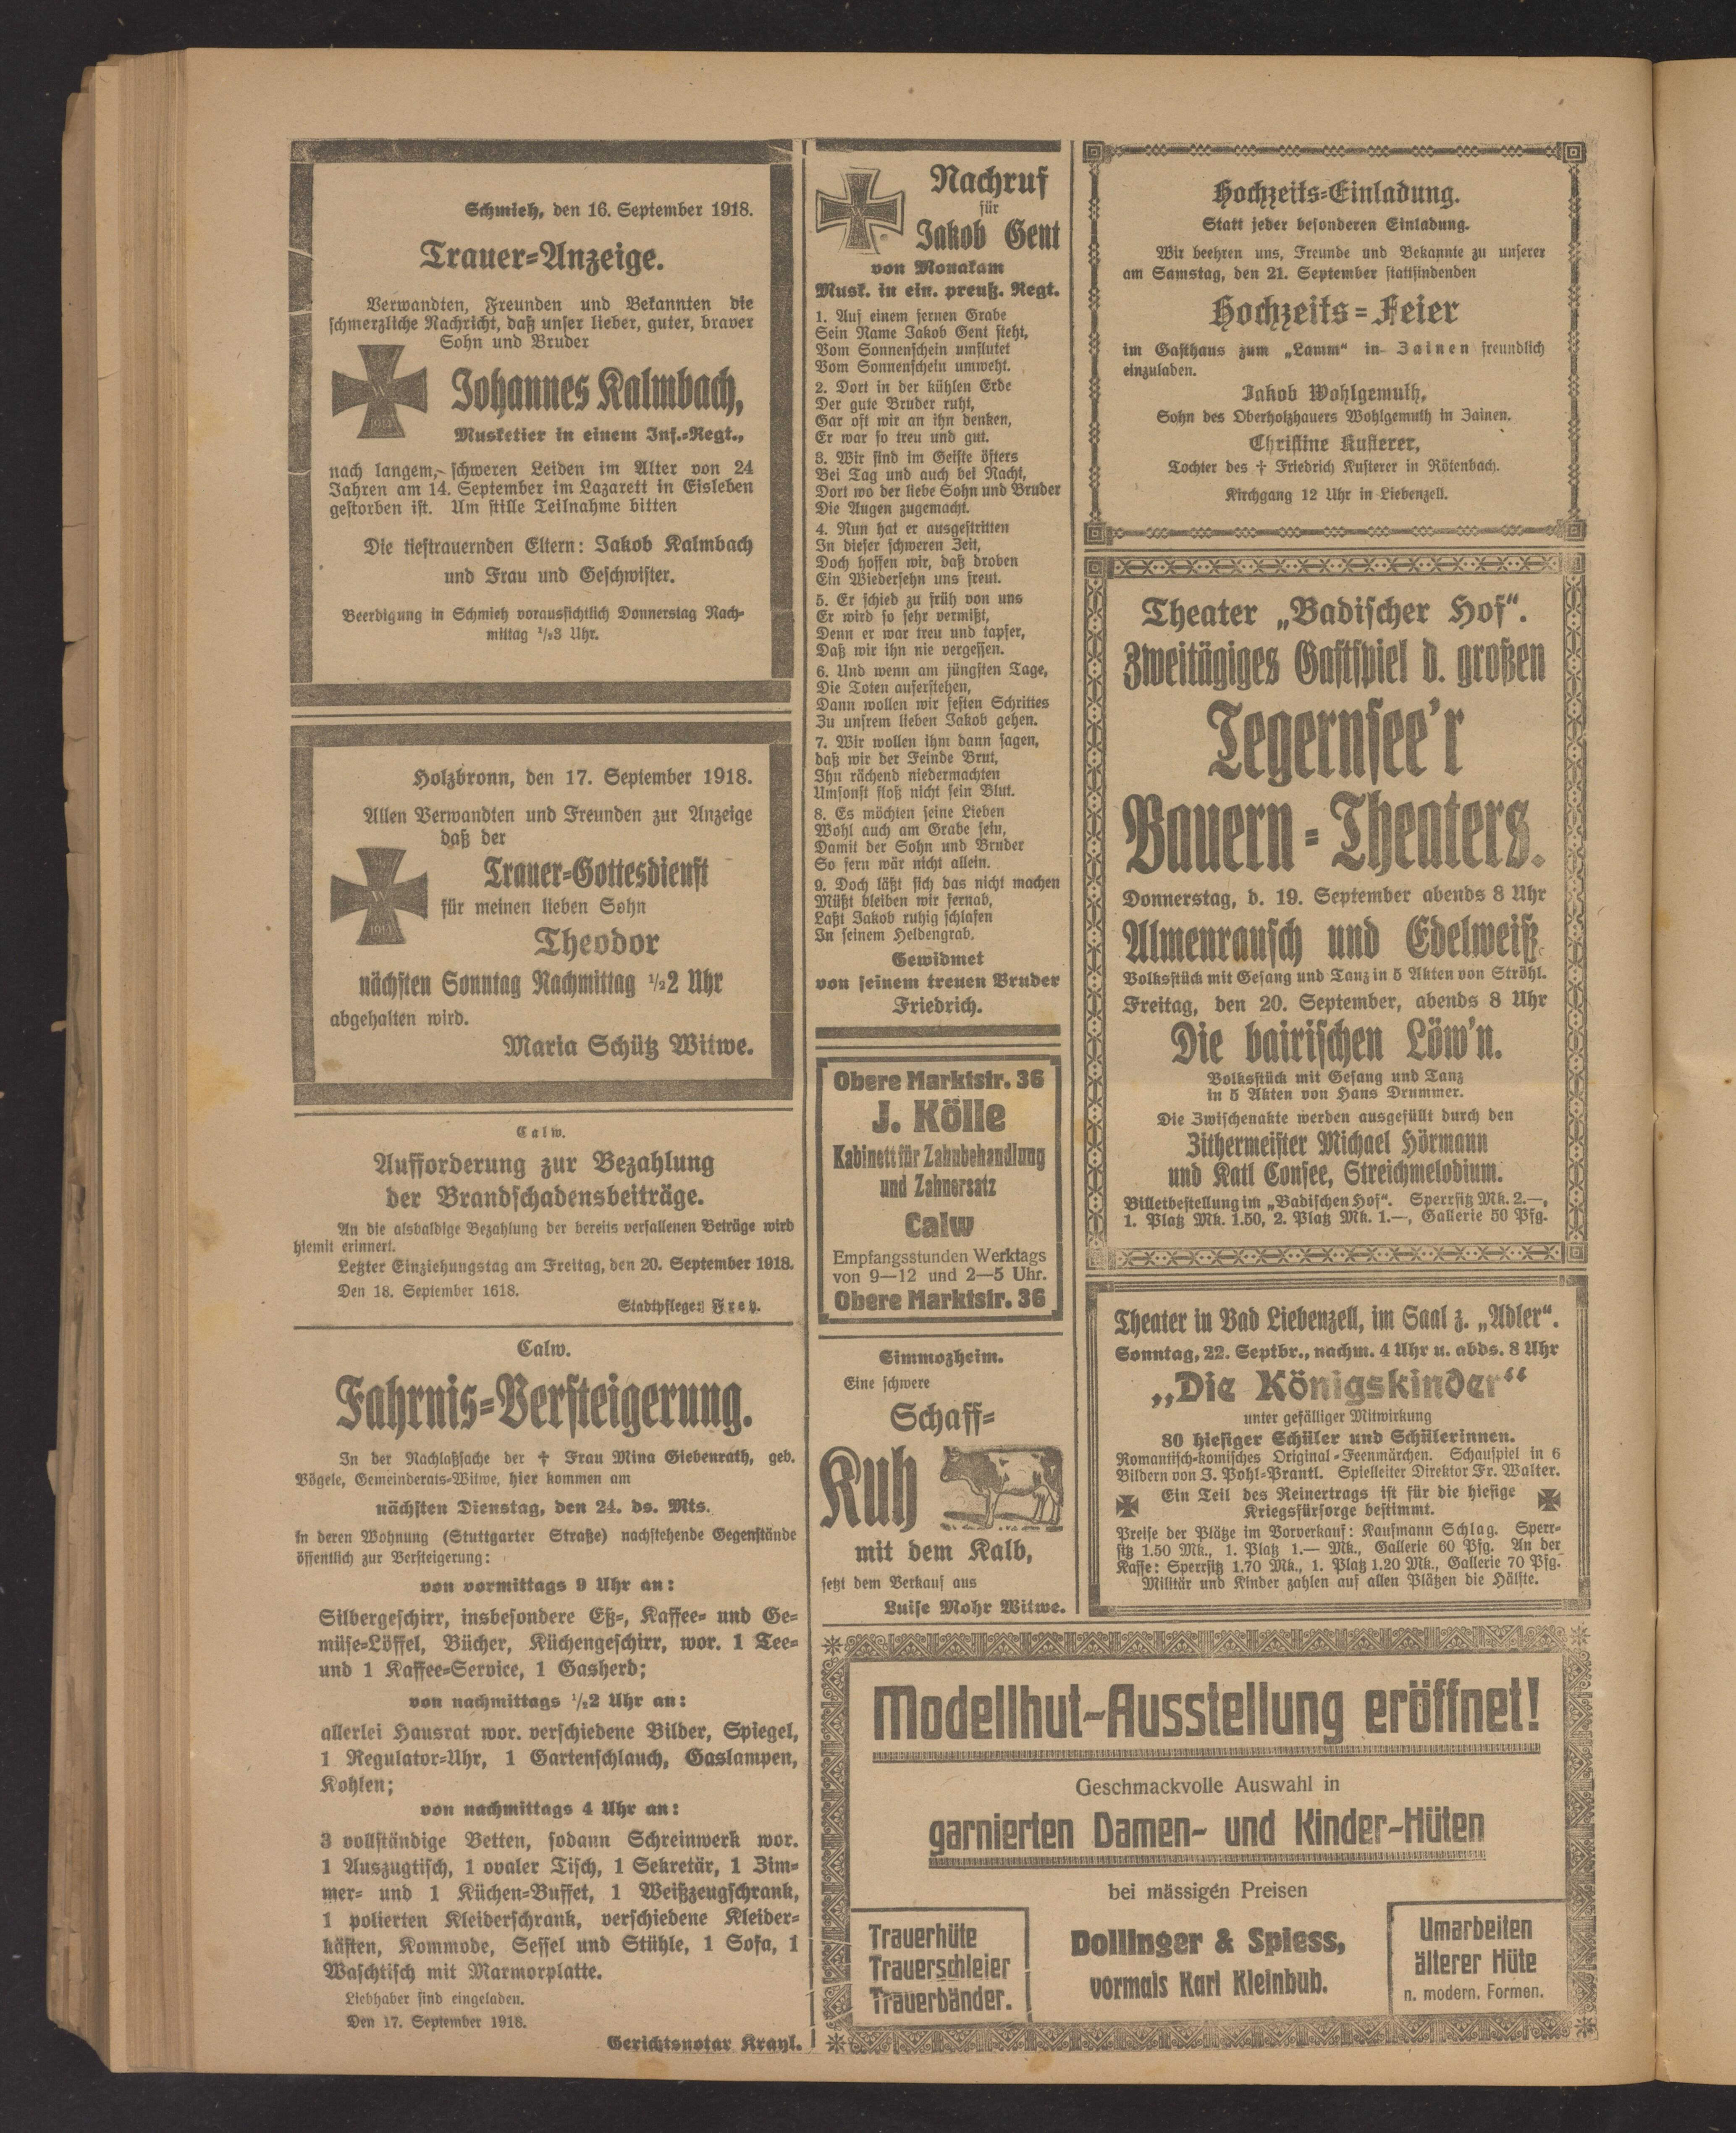 Schmieh, den 16. September 1918.
Trauer-Anzeige.
Verwandten, Freunden und Bekannten die
schmerzliche Nachricht, daß unser lieber, guter, braver
Sohn und Bruder
Johannes Kalmbach,
Musketier in einem Inf.-Regt.,
nach langem, schweren Leiden im Alter von 24
Jahren am 14. September im Lazarett in Eisleben
gestorben ist. Um stille Teilnahme bitten
Die tieftrauernden Eltern: Jakob Kalmbach
und Frau und Geschwister.
Beerdigung in Schmieh voraussichtlich Donnerstag Nach-
mittag ½3 Uhr.
Holzbronn, den 17. September 1918.
Allen Verwandten und Freunden zur Anzeige
daß der
Trauer-Gottesdienst
für meinen lieben Sohn
Theodor
nächsten Sonntag Nachmittag ½2 Uhr
abgehalten wird.
Maria Schütz Witwe.
Calw.
Aufforderung zur Bezahlung
der Brandschadensbeiträge.
An die alsbaldige Bezahlung der bereits verfallenen Beträge wird
hiemit erinnert.
Letzter Einziehungstag am Freitag, den 20. September 1918.
Den 18. September 1618.
Stadtpfleger: Frey.
Calw.
Fahrnis-Versteigerung.
In der Nachlaßsache der † Frau Mina Giebenrath, geb.
Vögele, Gemeinderats-Witwe, hier kommen am
nächsten Dienstag, den 24. ds. Mts.
in deren Wohnung (Stuttgarter Straße) nachstehende Gegenstände
öffentlich zur Versteigerung:
von vormittags 9 Uhr an:
Silbergeschirr, insbesondere Eß-, Kaffee- und Ge-
müse-Löffel, Bücher, Küchengeschirr, wor. 1 Tee-
und 1 Kaffee-Service, 1 Gasherd;
von nachmittags ½2 Uhr an:
allerlei Hausrat wor. verschiedene Bilder, Spiegel,
1 Regulator-Uhr, 1 Gartenschlauch, Gaslampen,
Kohlen;
von nachmittags 4 Uhr an:
3 vollständige Betten, sodann Schreinwerk wor.
1 Auszugtisch, 1 ovaler Tisch, 1 Sekretär, 1 Zim-
mer- und 1 Küchen-Buffet, 1 Weißzeugschrank,
1 polierten Kleiderschrank, verschiedene Kleider-
kästen, Kommode, Sessel und Stühle, 1 Sofa, 1
Waschtisch mit Marmorplatte.
Liebhaber sind eingeladen.
Den 17. September 1918.
Gerichtsnotar Krayl.
Nachruf
für
Jakob Gent
von Monakam
Musk. in ein. preuß. Regt.
1. Auf einem fernen Grabe
Sein Name Jakob Gent steht,
Vom Sonnenschein umflutet
Vom Sonnenschein umweht.
2. Dort in der kühlen Erde
Der gute Bruder ruht,
Gar oft wir an ihn denken,
Er war so treu und gut.
3. Wir sind im Geiste öfters
Bei Tag und auch bei Nacht,
Dort wo der liebe Sohn und Bruder
Die Augen zugemacht.
4. Nun hat er ausgestritten
In dieser schweren Zeit,
Doch hoffen wir, daß droben
Ein Wiedersehn uns freut.
5. Er schied zu früh von uns
Er wird so sehr vermißt,
Denn er war treu und tapfer,
Daß wir ihn nie vergessen.
6. Und wenn am jüngsten Tage,
Die Toten auferstehen,
Dann wollen wir festen Schrittes
Zu unsrem lieben Jakob gehen.
7. Wir wollen ihm dann sagen,
daß wir der Feinde Brut,
Ihn rächend niedermachten
Umsonst floß nicht sein Blut.
8. Es möchten seine Lieben
Wohl auch am Grabe sein,
Damit der Sohn und Bruder
So fern wär nicht allein.
9. Doch läßt sich das nicht machen
Müßt bleiben wir fernab,
Laßt Jakob ruhig schlafen
In seinem Heldengrab.
Gewidmet
von seinem treuen Bruder
Friedrich.
Obere Marktstr. 36
J. Kölle
Kabinett für Zahnbehandlung
und Zahnersatz
Calw
Empfangsstunden Werktags
von 9—12 und 2—5 Uhr.
Obere Marktstr. 36
Simmozheim.
Eine schwere
Schaff-
Kuh
mit dem Kalb,
setzt dem Verkauf aus
Luise Mohr Witwe.
Hochzeits-Einladung.
Statt jeder besonderen Einladung.
Wir beehren uns, Freunde und Bekannte zu unserer
am Samstag, den 21. September stattfindenden
Hochzeits-Feier
im Gasthaus zum „Lamm“ in Zainen freundlich
einzuladen.
Jakob Wohlgemuth,
Sohn des Oberholzhauers Wohlgemuth in Zainen.
Christine Kusterer,
Tochter des † Friedrich Kusterer in Rötenbach.
Kirchgang 12 Uhr in Liebenzell.
Theater „Badischer Hof“.
Zweitägiges Gastspiel d. großen
Tegernsee'r
Bauern-Theaters.
Donnerstag, d. 19. September abends 8 Uhr
Almenrausch und Edelweiß.
Volksstück mit Gesang und Tanz in 5 Akten von Ströhl.
Freitag, den 20. September, abends 8 Uhr
Die bairischen Löw'n.
Volksstück mit Gesang und Tanz
in 5 Akten von Hans Drummer.
Die Zwischenakte werden ausgefüllt durch den
Zithermeister Michael Hörmann
und Katl Consee, Streichmelodium.
Billetbestellung im „Badischen Hof“. Sperrsitz Mk. 2.—,
1. Platz Mk. 1.50, 2. Platz Mk. 1.—, Gallerie 50 Pfg.
Theater in Bad Liebenzell, im Saal z. „Adler“.
Sonntag, 22. Septbr., nachm. 4 Uhr u. abds. 8 Uhr
„Die Königskinder“
unter gefälliger Mitwirkung
80 hiesiger Schüler und Schülerinnen.
Romantisch-komisches Original-Feenmärchen. Schauspiel in 6
Bildern von J. Pohl-Prantl. Spielleiter Direktor Fr. Walter.
Ein Teil des Reinertrags ist für die hiesige
Kriegsfürsorge bestimmt.
Preise der Plätze im Vorverkauf: Kaufmann Schlag. Sperr-
sitz 1.50 Mk., 1. Platz 1.— Mk., Gallerie 60 Pfg. An der
Kasse: Sperrsitz 1.70 Mk., 1. Platz 1.20 Mk., Gallerie 70 Pfg.
Militär und Kinder zahlen auf allen Plätzen die Hälfte.
Modellhut-Ausstellung eröffnet!
Geschmackvolle Auswahl in
garnierten Damen- und Kinder-Hüten
bei mässigen Preisen
Trauerhüte
Trauerschleier
Trauerbänder.
Dollinger & Spiess,
vormals Karl Kleinbub.
Umarbeiten
älterer Hüte
n. modern. Formen.